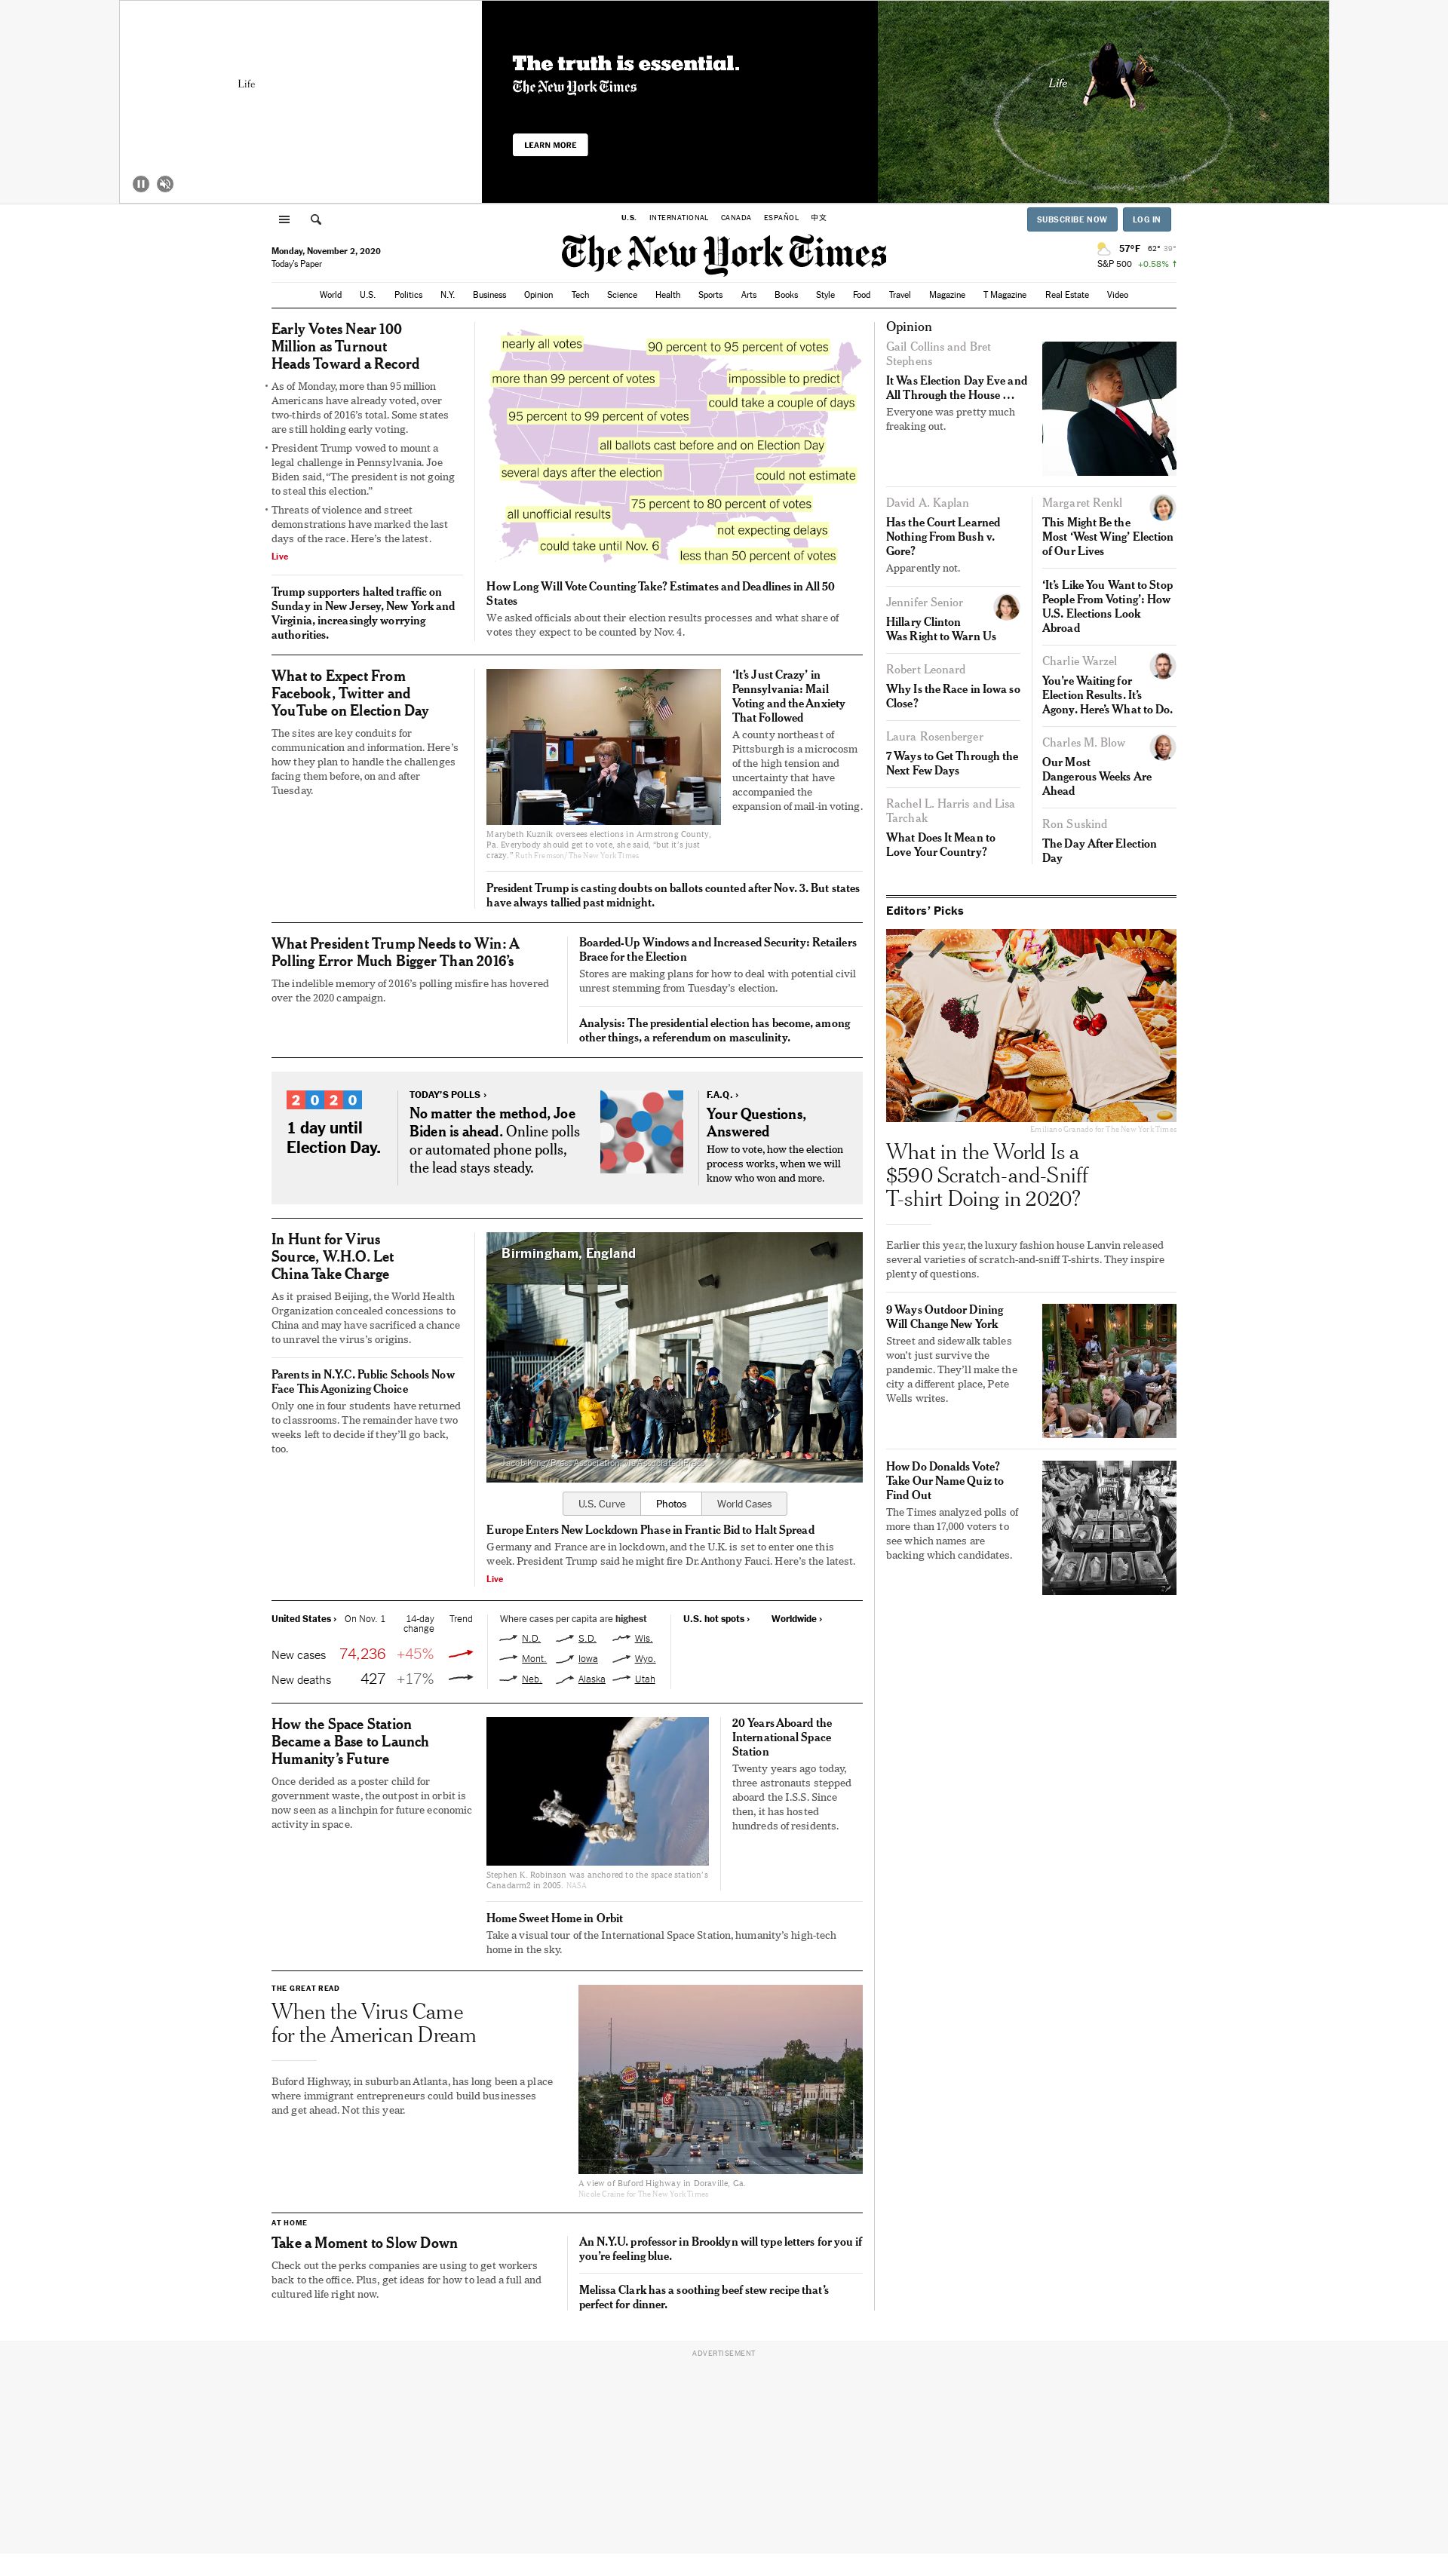 Life
The truth is essential.
The New York Times
LEARN MORE
Life
U.S. INTERNATIONAL CANADA ESPAÑOL 中文
SUBSCRIBE NOW LOG IN
Monday, November 2, 2020
Today's Paper
The New York Times
57°F 62° 39°
S&P 500 +0.58% ↑
World U.S. Politics N.Y. Business Opinion Tech Science Health Sports Arts Books Style Food Travel Magazine T Magazine Real Estate Video
Early Votes Near 100
Million as Turnout
Heads Toward a Record
• As of Monday, more than 95 million
Americans have already voted, over
two-thirds of 2016's total. Some states
are still holding early voting.
• President Trump vowed to mount a
legal challenge in Pennsylvania. Joe
Biden said, “The president is not going
to steal this election.”
• Threats of violence and street
demonstrations have marked the last
days of the race. Here's the latest.
Live
Trump supporters halted traffic on
Sunday in New Jersey, New York and
Virginia, increasingly worrying
authorities.
nearly all votes
90 percent to 95 percent of votes
more than 99 percent of votes
impossible to predict
could take a couple of days
95 percent to 99 percent of votes
all ballots cast before and on Election Day
several days after the election
could not estimate
75 percent to 80 percent of votes
all unofficial results
not expecting delays
could take until Nov. 6
less than 50 percent of votes
How Long Will Vote Counting Take? Estimates and Deadlines in All 50
States
We asked officials about their election results processes and what share of
votes they expect to be counted by Nov. 4.
What to Expect From
Facebook, Twitter and
YouTube on Election Day
The sites are key conduits for
communication and information. Here's
how they plan to handle the challenges
facing them before, on and after
Tuesday.
Marybeth Kuznik oversees elections in Armstrong County,
Pa. Everybody should get to vote, she said, “but it's just
crazy.” Ruth Fremson/The New York Times
‘It's Just Crazy’ in
Pennsylvania: Mail
Voting and the Anxiety
That Followed
A county northeast of
Pittsburgh is a microcosm
of the high tension and
uncertainty that have
accompanied the
expansion of mail-in voting.
President Trump is casting doubts on ballots counted after Nov. 3. But states
have always tallied past midnight.
What President Trump Needs to Win: A
Polling Error Much Bigger Than 2016's
The indelible memory of 2016's polling misfire has hovered
over the 2020 campaign.
Boarded-Up Windows and Increased Security: Retailers
Brace for the Election
Stores are making plans for how to deal with potential civil
unrest stemming from Tuesday's election.
Analysis: The presidential election has become, among
other things, a referendum on masculinity.
2020
1 day until
Election Day.
TODAY'S POLLS ›
No matter the method, Joe
Biden is ahead. Online polls
or automated phone polls,
the lead stays steady.
F.A.Q. ›
Your Questions,
Answered
How to vote, how the election
process works, when we will
know who won and more.
In Hunt for Virus
Source, W.H.O. Let
China Take Charge
As it praised Beijing, the World Health
Organization concealed concessions to
China and may have sacrificed a chance
to unravel the virus's origins.
Parents in N.Y.C. Public Schools Now
Face This Agonizing Choice
Only one in four students have returned
to classrooms. The remainder have two
weeks left to decide if they'll go back,
too.
Birmingham, England
Jacob King/Press Association, via Associated Press
U.S. Curve Photos World Cases
Europe Enters New Lockdown Phase in Frantic Bid to Halt Spread
Germany and France are in lockdown, and the U.K. is set to enter one this
week. President Trump said he might fire Dr. Anthony Fauci. Here's the latest.
Live
United States › On Nov. 1 14-day change Trend
New cases 74,236 +45%
New deaths 427 +17%
Where cases per capita are highest
N.D. S.D. Wis.
Mont. Iowa Wyo.
Neb. Alaska Utah
U.S. hot spots › Worldwide ›
How the Space Station
Became a Base to Launch
Humanity's Future
Once derided as a poster child for
government waste, the outpost in orbit is
now seen as a linchpin for future economic
activity in space.
Stephen K. Robinson was anchored to the space station's
Canadarm2 in 2005. NASA
20 Years Aboard the
International Space
Station
Twenty years ago today,
three astronauts stepped
aboard the I.S.S. Since
then, it has hosted
hundreds of residents.
Home Sweet Home in Orbit
Take a visual tour of the International Space Station, humanity's high-tech
home in the sky.
THE GREAT READ
When the Virus Came
for the American Dream
Buford Highway, in suburban Atlanta, has long been a place
where immigrant entrepreneurs could build businesses
and get ahead. Not this year.
A view of Buford Highway in Doraville, Ga.
Nicole Craine for The New York Times
AT HOME
Take a Moment to Slow Down
Check out the perks companies are using to get workers
back to the office. Plus, get ideas for how to lead a full and
cultured life right now.
An N.Y.U. professor in Brooklyn will type letters for you if
you're feeling blue.
Melissa Clark has a soothing beef stew recipe that's
perfect for dinner.
Opinion
Gail Collins and Bret
Stephens
It Was Election Day Eve and
All Through the House …
Everyone was pretty much
freaking out.
David A. Kaplan
Has the Court Learned
Nothing From Bush v.
Gore?
Apparently not.
Jennifer Senior
Hillary Clinton
Was Right to Warn Us
Robert Leonard
Why Is the Race in Iowa so
Close?
Laura Rosenberger
7 Ways to Get Through the
Next Few Days
Rachel L. Harris and Lisa
Tarchak
What Does It Mean to
Love Your Country?
Margaret Renkl
This Might Be the
Most ‘West Wing’ Election
of Our Lives
‘It's Like You Want to Stop
People From Voting’: How
U.S. Elections Look
Abroad
Charlie Warzel
You're Waiting for
Election Results. It's
Agony. Here's What to Do.
Charles M. Blow
Our Most
Dangerous Weeks Are
Ahead
Ron Suskind
The Day After Election
Day
Editors' Picks
Emiliano Granado for The New York Times
What in the World Is a
$590 Scratch-and-Sniff
T-shirt Doing in 2020?
Earlier this year, the luxury fashion house Lanvin released
several varieties of scratch-and-sniff T-shirts. They inspire
plenty of questions.
9 Ways Outdoor Dining
Will Change New York
Street and sidewalk tables
won't just survive the
pandemic. They'll make the
city a different place, Pete
Wells writes.
How Do Donalds Vote?
Take Our Name Quiz to
Find Out
The Times analyzed polls of
more than 17,000 voters to
see which names are
backing which candidates.
ADVERTISEMENT